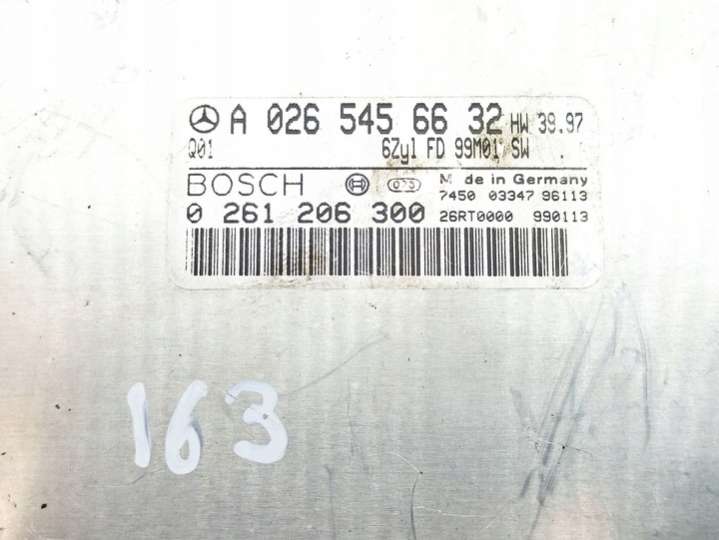 A 026 545 66 32 HW 39.97
Q01 6Zyl FD 99M01 SW .
BOSCH M de in Germany
7450 03347 96113
0 261 206 300 26RT0000 990113
163